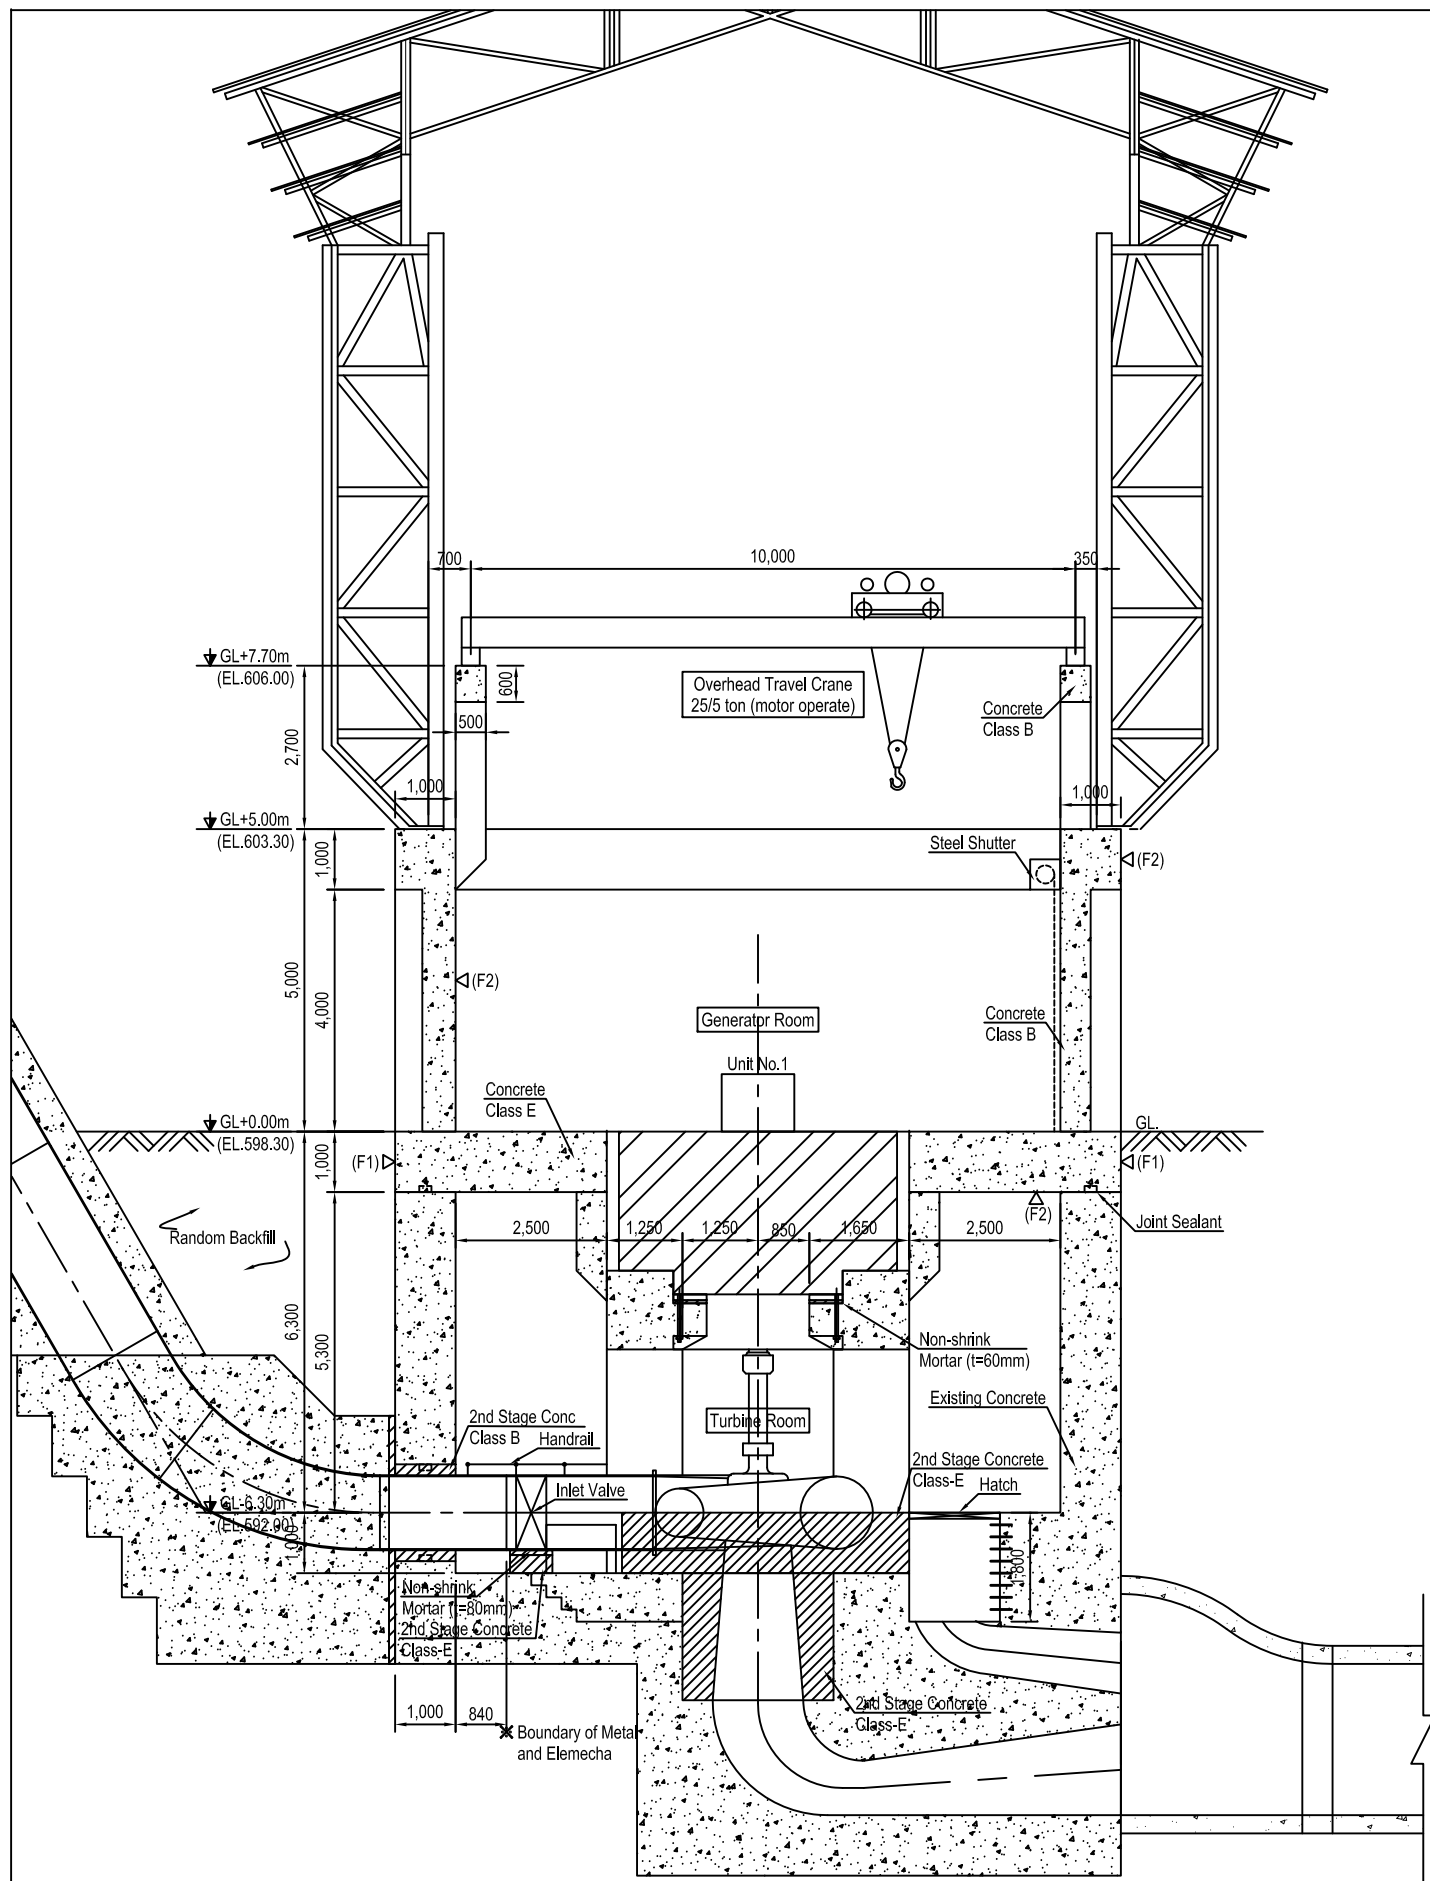 700
10,000
350
GL+7.70m
(EL.606.00)
600
Overhead Travel Crane
25/5 ton (motor operate)
Concrete
Class B
500
2,700
1,000
1,000
GL+5.00m
(EL.603.30)
1,000
Steel Shutter
(F2)
5,000
4,000
(F2)
Generator Room
Concrete
Class B
Unit No.1
Concrete
Class E
GL+0.00m
(EL.598.30)
GL.
1,000
(F1)
(F1)
(F2)
Joint Sealant
2,500
1,250
1,250
850
1,650
2,500
Random Backfill
6,300
5,300
Non-shrink
Mortar (t=60mm)
Existing Concrete
2nd Stage Conc
Class B
Handrail
Turbine Room
2nd Stage Concrete
Class-E
Hatch
Inlet Valve
GL-6.30m
(EL.592.00)
1,000
1,800
Non-shrink
Mortar (t=80mm)
2nd Stage Concrete
Class-E
2nd Stage Concrete
Class-E
1,000
840
Boundary of Metal
and Elemecha